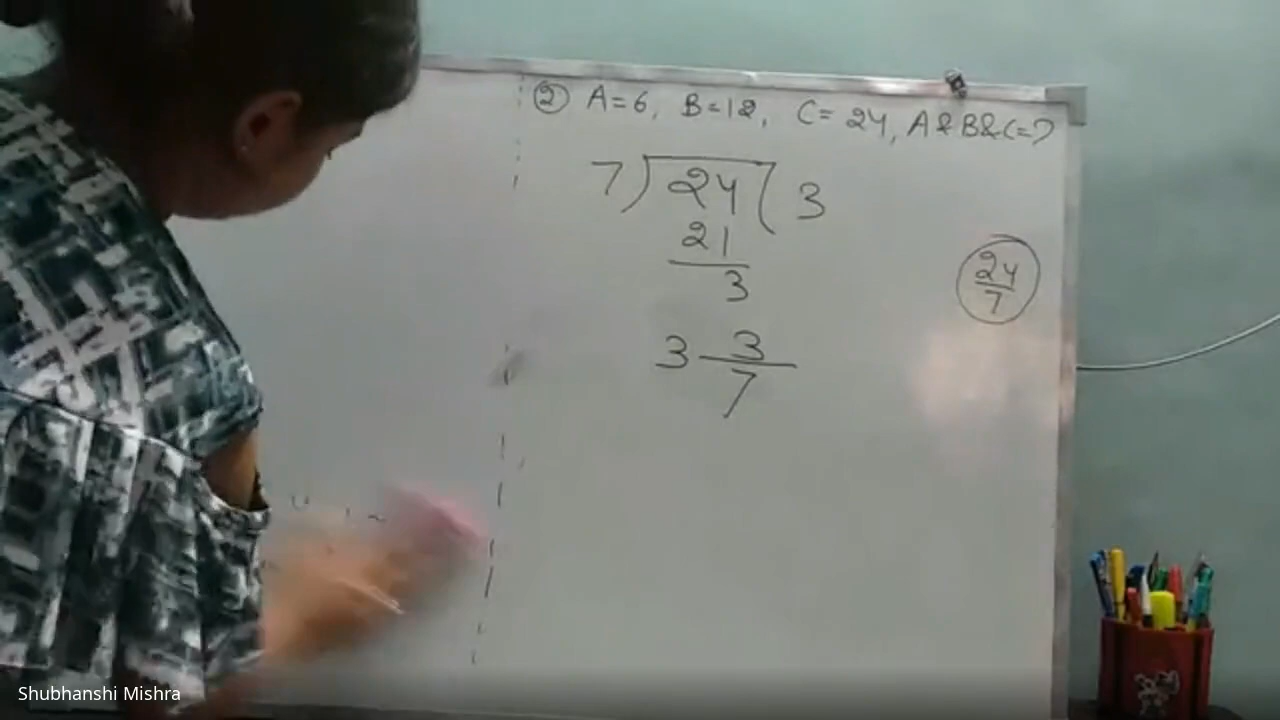 ② A=6, B=12, C=24, A&B&C=?
7)24(3
21
3
3 3/7
24/7
Shubhanshi Mishra